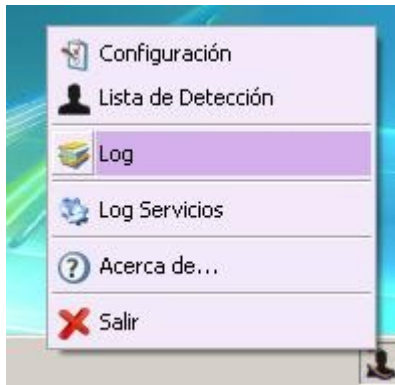 Configuración
Lista de Detección
Log
Log Servicios
Acerca de...
Salir